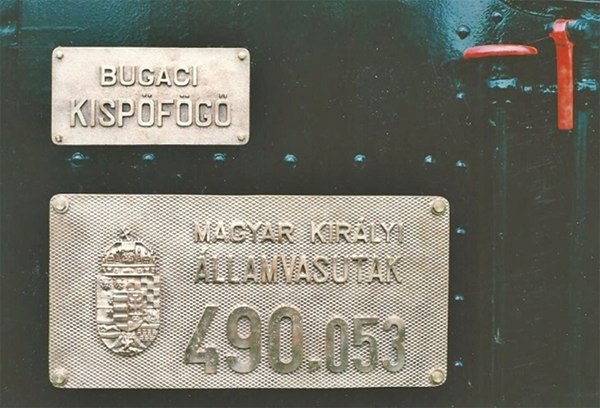 BUGACI
KISPÖFÖGŐ
MAGYAR KIRÁLYI
ÁLLAMVASUTAK
490,053